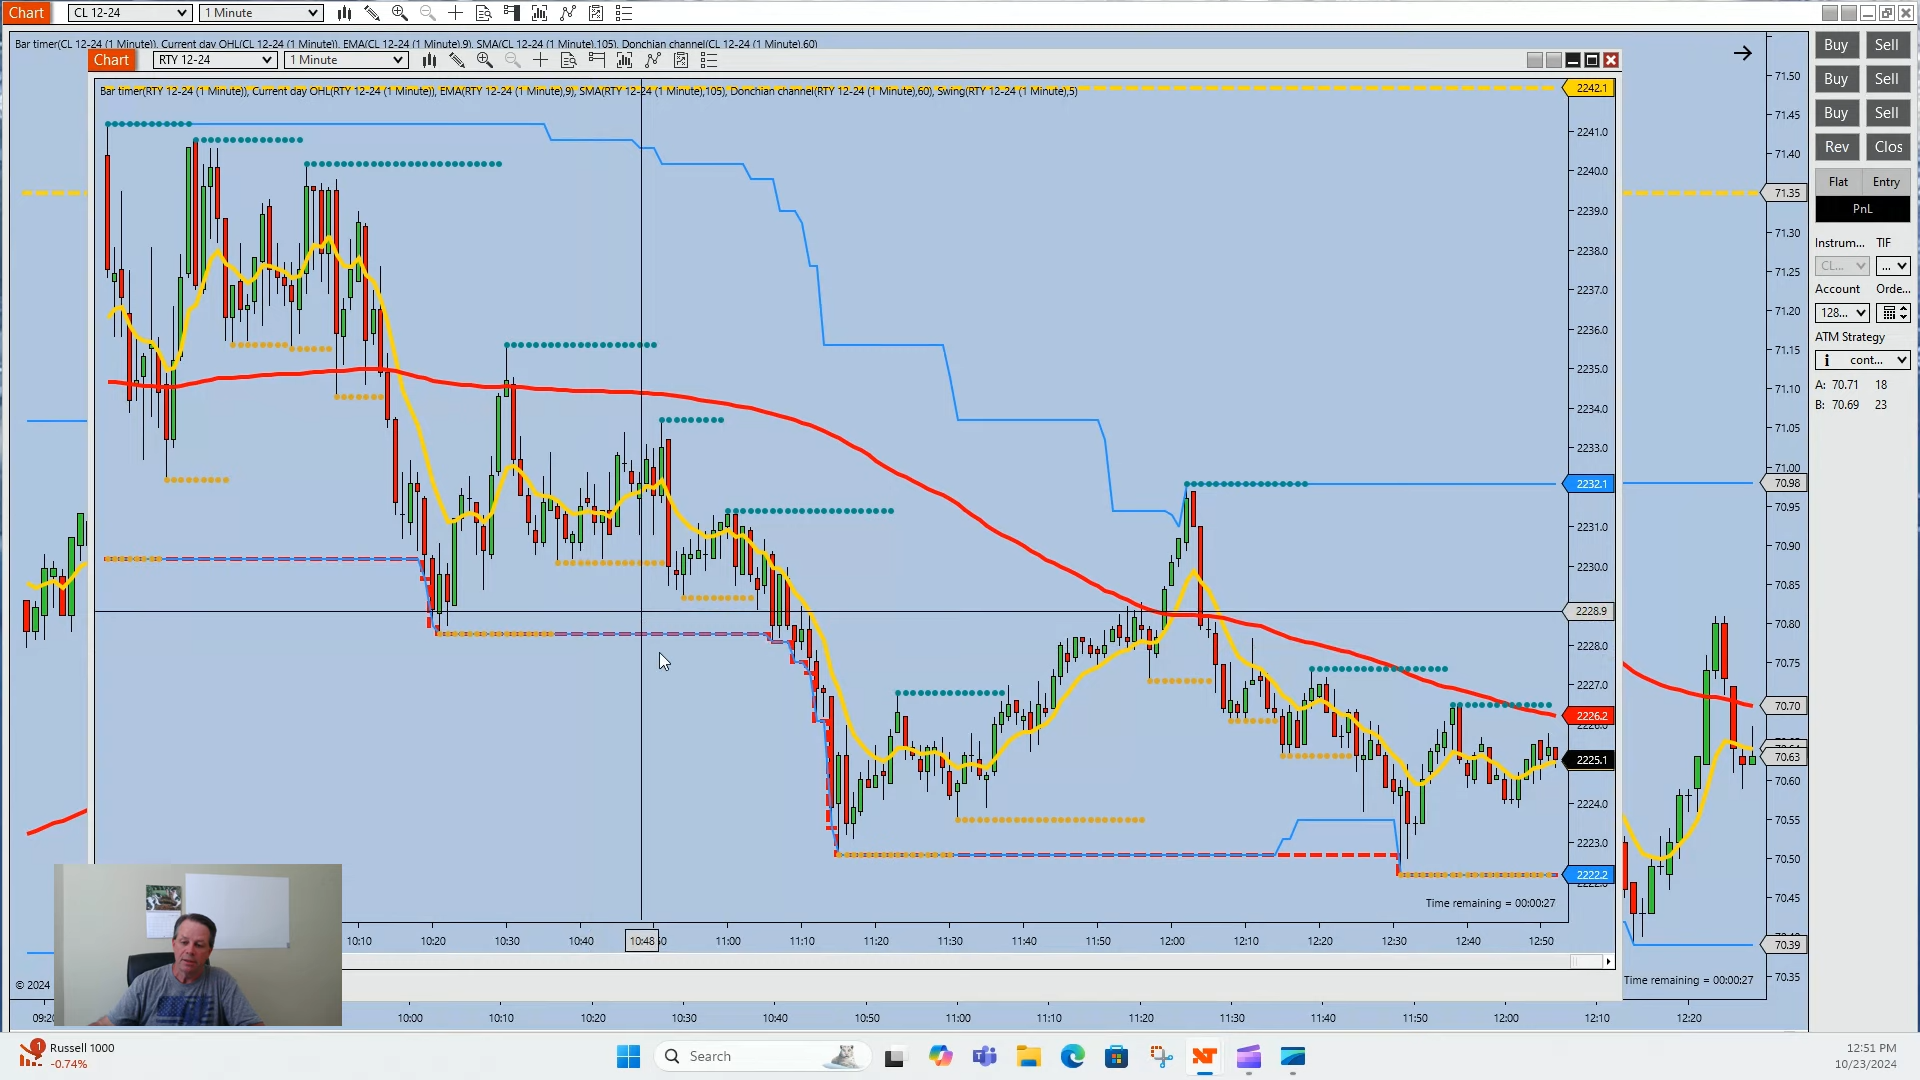 Chart CL 12-24 1 Minute
Bar timer(CL 12-24 (1 Minute)), Current day OHL(CL 12-24 (1 Minute)), EMA(CL 12-24 (1 Minute),9), SMA(CL 12-24 (1 Minute),105), Donchian channel(CL 12-24 (1 Minute),60)
Chart RTY 12-24 1 Minute
Bar timer(RTY 12-24 (1 Minute)), Current day OHL(RTY 12-24 (1 Minute)), EMA(RTY 12-24 (1 Minute),9), SMA(RTY 12-24 (1 Minute),105), Donchian channel(RTY 12-24 (1 Minute),60), Swing(RTY 12-24 (1 Minute),5)
2242.1
2241.0
2240.0
2239.0
2238.0
2237.0
2236.0
2235.0
2234.0
2233.0
2232.1
2231.0
2230.0
2228.9
2228.0
2227.0
2226.2
2225.1
2224.0
2223.0
2222.2
Time remaining = 00:00:27
10:10 10:20 10:30 10:40 10:48 11:00 11:10 11:20 11:30 11:40 11:50 12:00 12:10 12:20 12:30 12:40 12:50
71.50
71.45
71.40
71.35
71.30
71.25
71.20
71.15
71.10
71.05
71.00
70.98
70.95
70.90
70.85
70.80
70.75
70.70
70.63
70.60
70.55
70.50
70.45
70.39
70.35
Time remaining = 00:00:27
© 2024
10:00 10:10 10:20 10:30 10:40 10:50 11:00 11:10 11:20 11:30 11:40 11:50 12:00 12:10 12:20
Buy Sell
Buy Sell
Buy Sell
Rev Clos
Flat Entry
PnL
Instrum... TIF
CL... ...
Account Orde...
128...
ATM Strategy
cont...
A: 70.71 18
B: 70.69 23
1
Russell 1000
-0.74%
Search
12:51 PM
10/23/2024